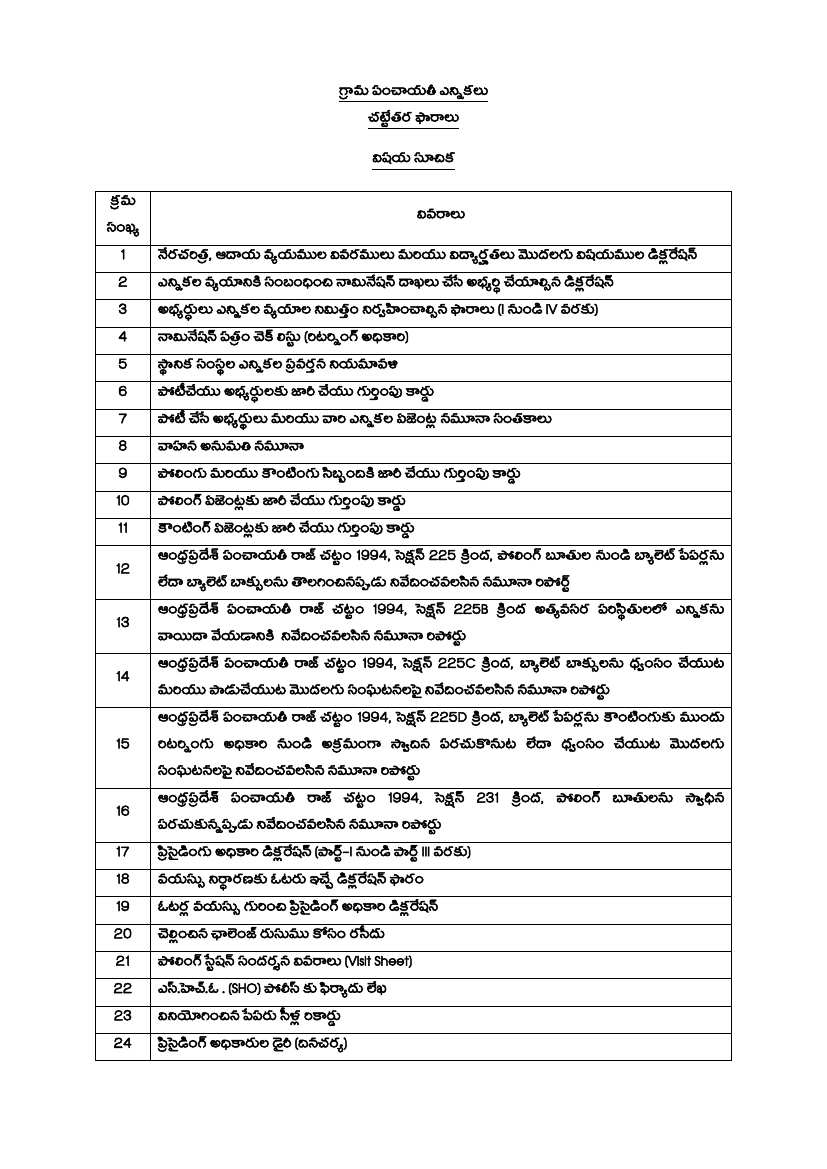 గ్రామ పంచాయతీ ఎన్నికలు
చట్టేతర ఫారాలు
విషయ సూచిక
క్రమ
సంఖ్య
వివరాలు
1 నేరచరిత్ర, ఆదాయ వ్యయముల వివరములు మరియు విద్యార్హతలు మొదలగు విషయముల డిక్లరేషన్
2 ఎన్నికల వ్యయానికి సంబంధించి నామినేషన్ దాఖలు చేసే అభ్యర్ధి చేయాల్సిన డిక్లరేషన్
3 అభ్యర్ధులు ఎన్నికల వ్యయాల నిమిత్తం నిర్వహించాల్సిన ఫారాలు (I నుండి IV వరకు)
4 నామినేషన్ పత్రం చెక్ లిస్టు (రిటర్నింగ్ అధికారి)
5 స్థానిక సంస్థల ఎన్నికల ప్రవర్తన నియమావళి
6 పోటీచేయు అభ్యర్ధులకు జారీ చేయు గుర్తింపు కార్డు
7 పోటీ చేసే అభ్యర్థులు మరియు వారి ఎన్నికల ఏజెంట్ల నమూనా సంతకాలు
8 వాహన అనుమతి నమూనా
9 పోలింగు మరియు కౌంటింగు సిబ్బందికి జారీ చేయు గుర్తింపు కార్డు
10 పోలింగ్ ఏజెంట్లకు జారీ చేయు గుర్తింపు కార్డు
11 కౌంటింగ్ ఏజెంట్లకు జారీ చేయు గుర్తింపు కార్డు
12 ఆంధ్రప్రదేశ్ పంచాయతీ రాజ్ చట్టం 1994, సెక్షన్ 225 క్రింద, పోలింగ్ బూతుల నుండి బ్యాలెట్ పేపర్లను
లేదా బ్యాలెట్ బాక్సులను తొలగించినప్పడు నివేదించవలసిన నమూనా రిపోర్ట్
13 ఆంధ్రప్రదేశ్ పంచాయతీ రాజ్ చట్టం 1994, సెక్షన్ 225B క్రింద అత్యవసర పరిస్థితులలో ఎన్నికను
వాయిదా వేయడానికి నివేదించవలసిన నమూనా రిపోర్టు
14 ఆంధ్రప్రదేశ్ పంచాయతీ రాజ్ చట్టం 1994, సెక్షన్ 225C క్రింద, బ్యాలెట్ బాక్సులను ధ్వంసం చేయుట
మరియు పాడుచేయుట మొదలగు సంఘటనలపై నివేదించవలసిన నమూనా రిపోర్టు
15 ఆంధ్రప్రదేశ్ పంచాయతీ రాజ్ చట్టం 1994, సెక్షన్ 225D క్రింద, బ్యాలెట్ పేపర్లను కౌంటింగుకు ముందు
రిటర్నింగు అధికారి నుండి అక్రమంగా స్వాదిన పరచుకొనుట లేదా ధ్వంసం చేయుట మొదలగు
సంఘటనలపై నివేదించవలసిన నమూనా రిపోర్టు
16 ఆంధ్రప్రదేశ్ పంచాయతీ రాజ్ చట్టం 1994, సెక్షన్ 231 క్రింద, పోలింగ్ బూతులను స్వాధీన
పరచుకున్నప్పడు నివేదించవలసిన నమూనా రిపోర్టు
17 ప్రిసైడింగు అధికారి డిక్లరేషన్ (పార్ట్–I నుండి పార్ట్ III వరకు)
18 వయస్సు నిర్ధారణకు ఓటరు ఇచ్చే డిక్లరేషన్ ఫారం
19 ఓటర్ల వయస్సు గురించి ప్రిసైడింగ్ అధికారి డిక్లరేషన్
20 చెల్లించిన ఛాలెంజ్ రుసుము కోసం రసీదు
21 పోలింగ్ స్టేషన్ సందర్శన వివరాలు (Visit Sheet)
22 ఎస్.హెచ్.ఓ . (SHO) పోలీస్ కు ఫిర్యాదు లేఖ
23 వినియోగించిన పేపరు సీళ్ల రికార్డు
24 ప్రిసైడింగ్ అధికారుల డైరీ (దినచర్య)